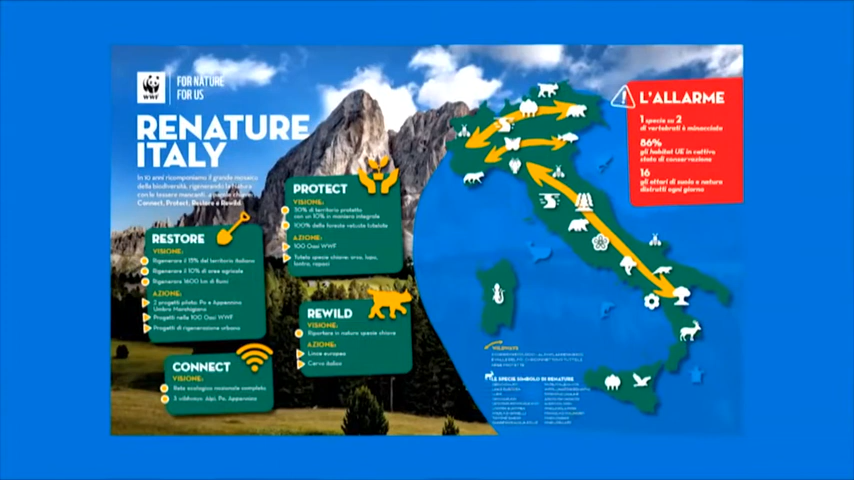 WWF
FOR NATURE
FOR US
RENATURE
ITALY
In 10 anni ricomponiamo il grande mosaico
della biodiversità, rigenerando la Natura
con le tessere mancanti, 4 parole chiave:
Connect, Protect, Restore e Rewild.
PROTECT
VISIONE:
30% di territorio protetto
con un 10% in maniera integrale
100% delle foreste vetuste tutelate
AZIONE:
100 Oasi WWF
Tutela specie chiave: orso, lupo,
lontra, rapaci
RESTORE
VISIONE:
Rigenerare il 15% del territorio italiano
Rigenerare il 10% di aree agricole
Rigenerare 1600 km di fiumi
AZIONE:
2 progetti pilota: Po e Appennino
Umbro Marchigiano
Progetti nelle 100 Oasi WWF
Progetti di rigenerazione urbana
REWILD
VISIONE:
Riportare in natura specie chiave
AZIONE:
Lince europea
Cervo italico
CONNECT
VISIONE:
Rete ecologica nazionale completa
3 wildways: Alpi, Po, Appennino
L'ALLARME
1 specie su 2
di vertebrati è minacciata
86%
gli habitat UE in cattivo
stato di conservazione
16
gli ettari di suolo e natura
distrutti ogni giorno
WILDWAYS
LE SPECIE SIMBOLO DI RENATURE